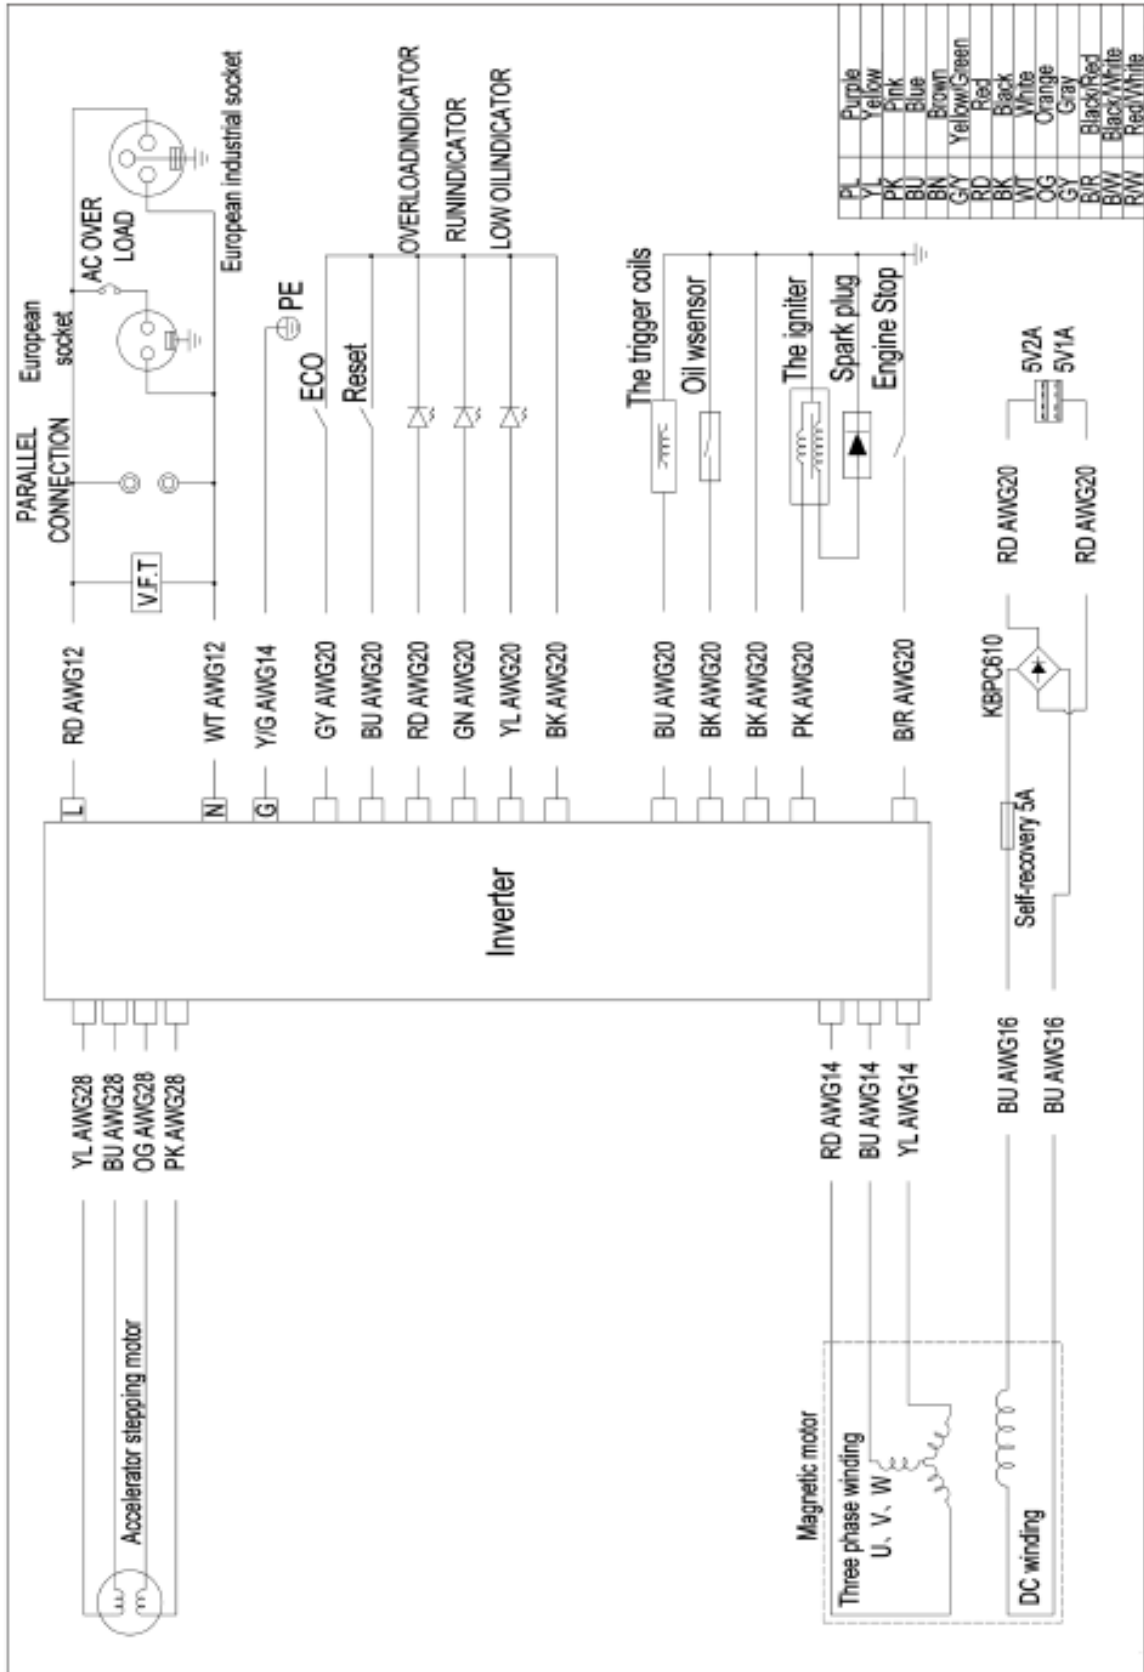 Accelerator stepping motor
YL AWG28
BU AWG28
OG AWG28
PK AWG28
Magnetic motor
Three phase winding
U、V、W
DC winding
RD AWG14
BU AWG14
YL AWG14
BU AWG16
BU AWG16
Inverter
L
N
G
RD AWG12
WT AWG12
Y/G AWG14
GY AWG20
BU AWG20
RD AWG20
GN AWG20
YL AWG20
BK AWG20
BU AWG20
BK AWG20
BK AWG20
PK AWG20
B/R AWG20
Self-recovery 5A
KBPC610
RD AWG20
RD AWG20
5V2A
5V1A
V.F.T
PARALLEL
CONNECTION
European
socket
AC OVER
LOAD
European industrial socket
PE
ECO
Reset
OVERLOADINDICATOR
RUNINDICATOR
LOW OILINDICATOR
The trigger coils
Oil wsensor
The igniter
Spark plug
Engine Stop
PL Purple
YL Yellow
PK Pink
BU Blue
BN Brown
G/Y Yellow/Green
RD Red
BK Black
WT White
OG Orange
GY Gray
B/R Black/Red
B/W Black/White
R/W Red/White